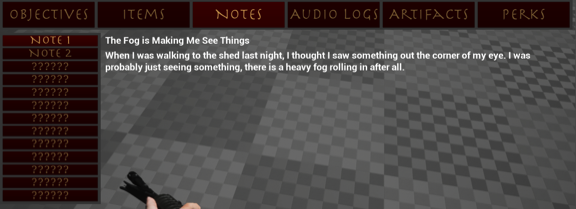 OBJECTIVES
ITEMS
NOTES
AUDIO LOGS
ARTIFACTS
PERKS
NOTE 1
NOTE 2
??????
??????
??????
??????
??????
??????
??????
??????
??????
??????
??????
The Fog is Making Me See Things
When I was walking to the shed last night, I thought I saw something out the corner of my eye. I was
probably just seeing something, there is a heavy fog rolling in after all.